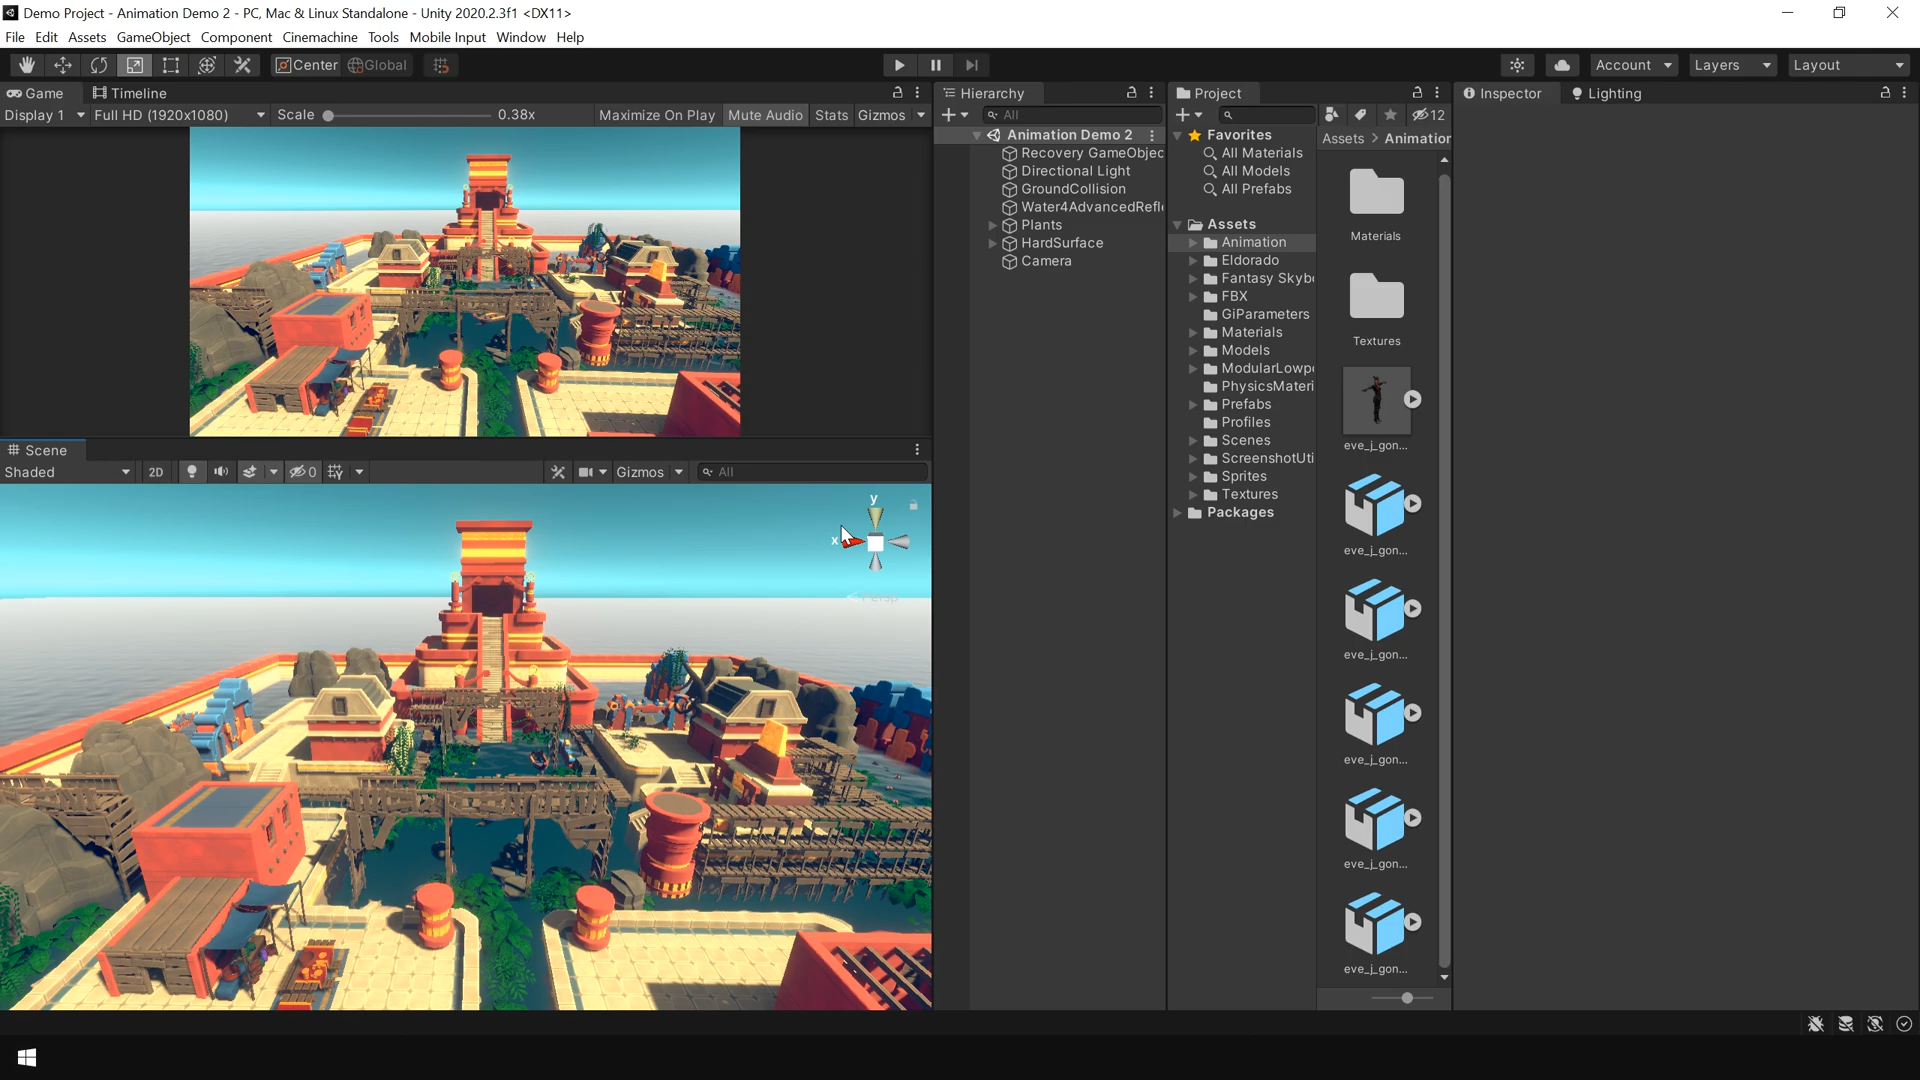 Demo Project - Animation Demo 2 - PC, Mac & Linux Standalone - Unity 2020.2.3f1 <DX11>
File Edit Assets GameObject Component Cinemachine Tools Mobile Input Window Help
Center Global
Account Layers Layout
Game Timeline
Display 1 Full HD (1920x1080) Scale 0.38x Maximize On Play Mute Audio Stats Gizmos
Scene
Shaded 2D 0 Gizmos All
y
x
< Persp
Hierarchy
All
Animation Demo 2
Recovery GameObjec
Directional Light
GroundCollision
Water4AdvancedRefle
Plants
HardSurface
Camera
Project
12
Favorites
All Materials
All Models
All Prefabs
Assets
Animation
Eldorado
Fantasy Skybo
FBX
GiParameters
Materials
Models
ModularLowpo
PhysicsMateri
Prefabs
Profiles
Scenes
ScreenshotUti
Sprites
Textures
Packages
Assets > Animation
Materials
Textures
eve_j_gon...
eve_j_gon...
eve_j_gon...
eve_j_gon...
eve_j_gon...
eve_j_gon...
Inspector Lighting